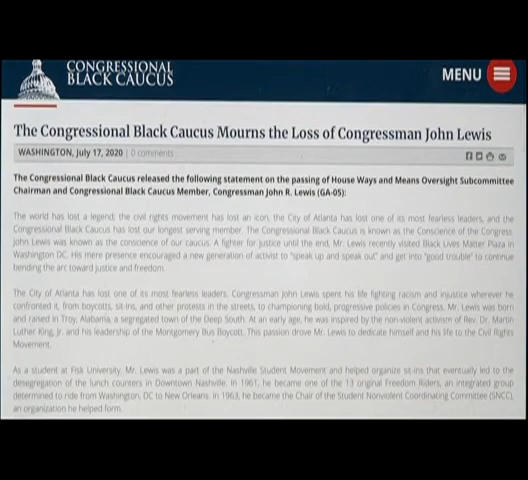 CONGRESSIONAL
BLACK CAUCUS
MENU
The Congressional Black Caucus Mourns the Loss of Congressman John Lewis
WASHINGTON, July 17, 2020 | 0 comments
The Congressional Black Caucus released the following statement on the passing of House Ways and Means Oversight Subcommittee
Chairman and Congressional Black Caucus Member, Congressman John R. Lewis (GA-05):
The world has lost a legend; the civil rights movement has lost an icon, the City of Atlanta has lost one of its most fearless leaders, and the
Congressional Black Caucus has lost our longest serving member. The Congressional Black Caucus is known as the Conscience of the Congress.
John Lewis was known as the conscience of our caucus. A fighter for justice until the end, Mr. Lewis recently visited Black Lives Matter Plaza in
Washington DC. His mere presence encouraged a new generation of activist to "speak up and speak out" and get into "good trouble" to continue
bending the arc toward justice and freedom.
The City of Atlanta has lost one of its most fearless leaders. Congressman John Lewis spent his life fighting racism and injustice wherever he
confronted it, from boycotts, sit-ins, and other protests in the streets, to championing bold, progressive policies in Congress. Mr. Lewis was born
and raised in Troy, Alabama, a segregated town of the Deep South. At an early age, he was inspired by the non-violent activism of Rev. Dr. Martin
Luther King, Jr. and his leadership of the Montgomery Bus Boycott. This passion drove Mr. Lewis to dedicate himself and his life to the Civil Rights
Movement.
As a student at Fisk University, Mr. Lewis was a part of the Nashville Student Movement and helped organize sit-ins that eventually led to the
desegregation of the lunch counters in Downtown Nashville. In 1961, he became one of the 13 original Freedom Riders, an integrated group
determined to ride from Washington, DC to New Orleans. In 1963, he became the Chair of the Student Nonviolent Coordinating Committee (SNCC),
an organization he helped form.